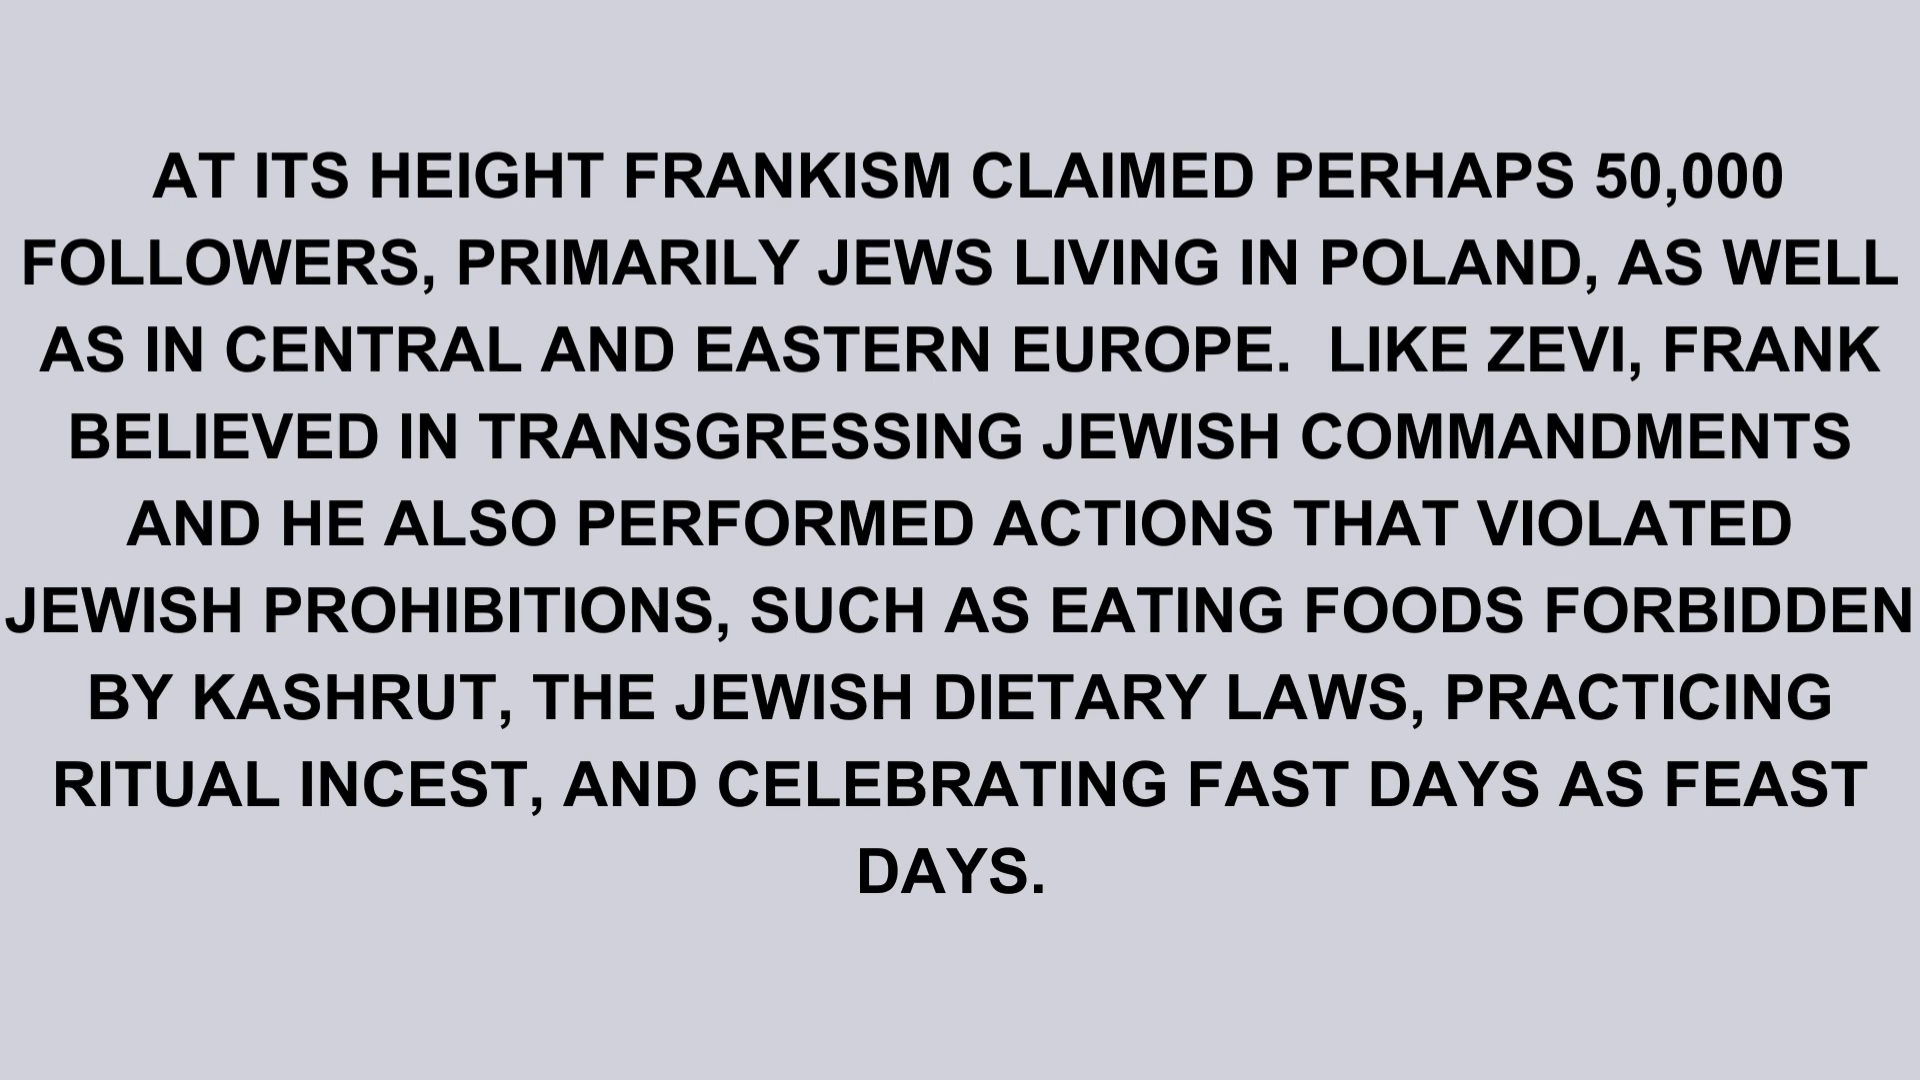 AT ITS HEIGHT FRANKISM CLAIMED PERHAPS 50,000
FOLLOWERS, PRIMARILY JEWS LIVING IN POLAND, AS WELL
AS IN CENTRAL AND EASTERN EUROPE.  LIKE ZEVI, FRANK
BELIEVED IN TRANSGRESSING JEWISH COMMANDMENTS
AND HE ALSO PERFORMED ACTIONS THAT VIOLATED
JEWISH PROHIBITIONS, SUCH AS EATING FOODS FORBIDDEN
BY KASHRUT, THE JEWISH DIETARY LAWS, PRACTICING
RITUAL INCEST, AND CELEBRATING FAST DAYS AS FEAST
DAYS.